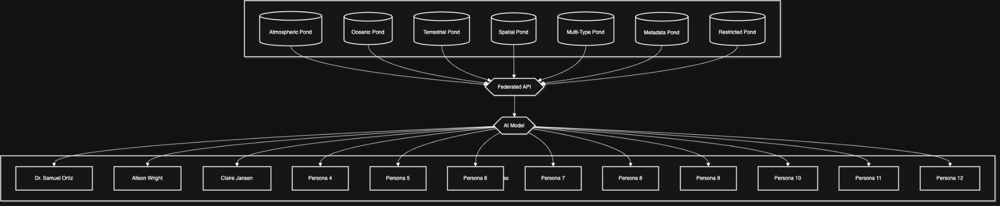 Atmospheric Pond
Oceanic Pond
Terrestrial Pond
Spatial Pond
Multi-Type Pond
Metadata Pond
Restricted Pond
Federated API
AI Model
Dr. Samuel Ortiz
Alison Wright
Claire Jansen
Persona 4
Persona 5
Persona 6
as
Persona 7
Persona 8
Persona 9
Persona 10
Persona 11
Persona 12